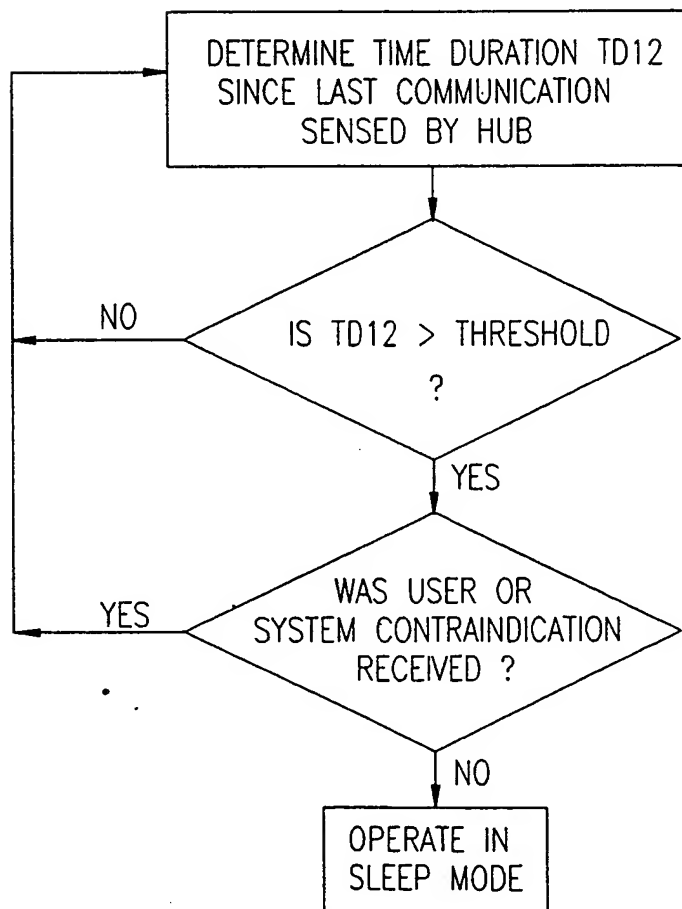 DETERMINE TIME DURATION TD12
SINCE LAST COMMUNICATION
SENSED BY HUB
NO
IS TD12 > THRESHOLD
?
YES
WAS USER OR
YES
SYSTEM CONTRAINDICATION
RECEIVED ?
NO
OPERATE IN
SLEEP MODE